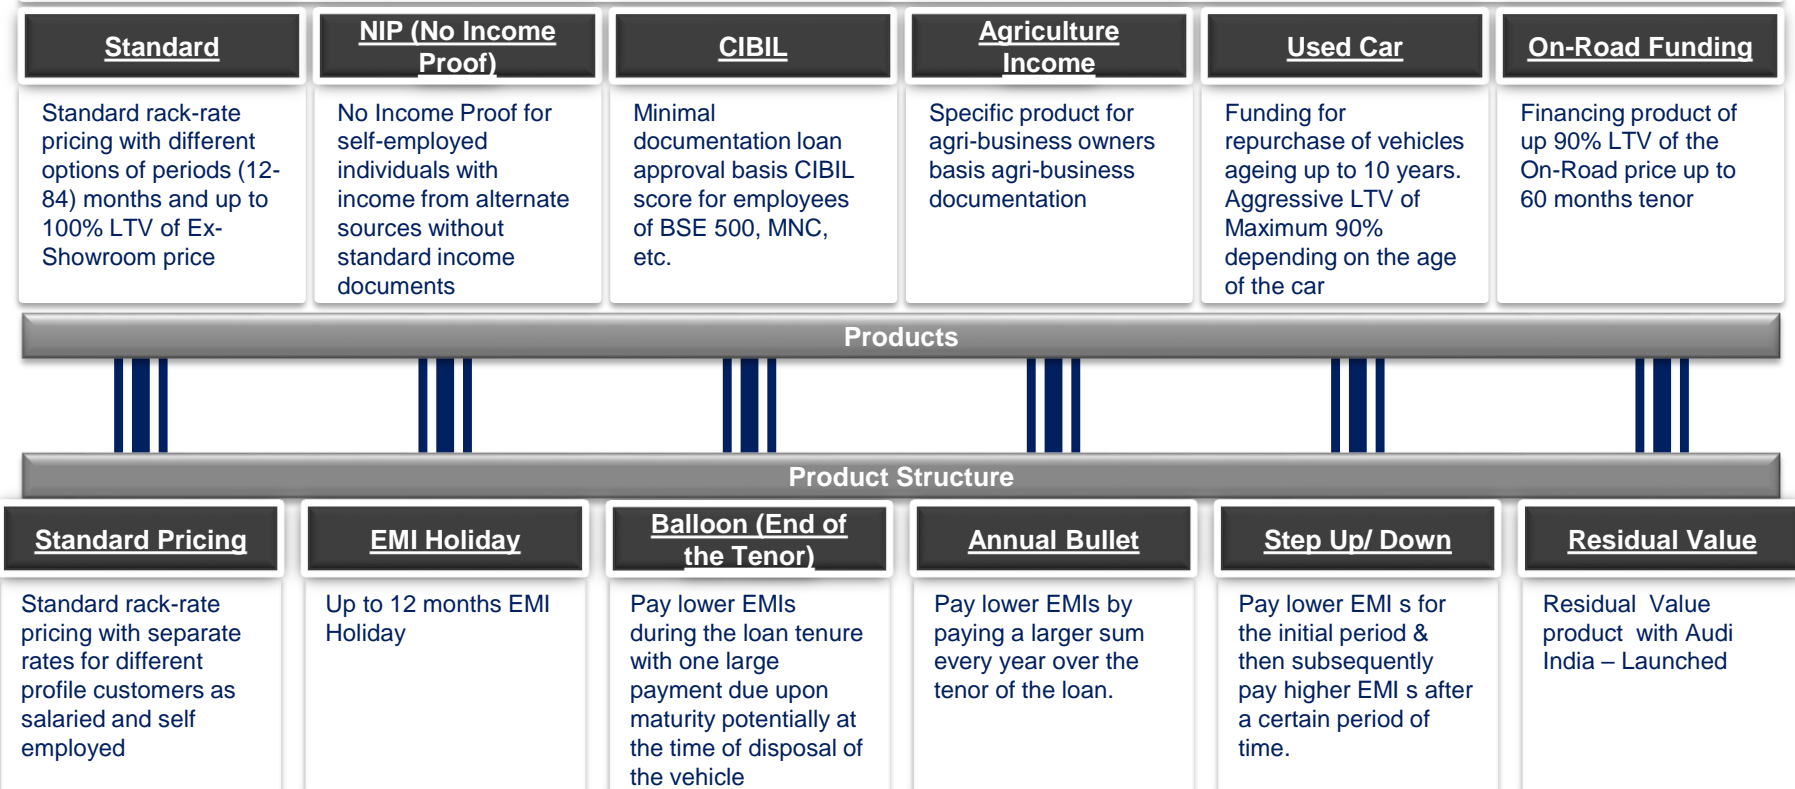 Standard
NIP (No Income
Proof)
CIBIL
Agriculture
Income
Used Car
On-Road Funding
Standard rack-rate
pricing with different
options of periods (12-
84) months and up to
100% LTV of Ex-
Showroom price
No Income Proof for
self-employed
individuals with
income from alternate
sources without
standard income
documents
Minimal
documentation loan
approval basis CIBIL
score for employees
of BSE 500, MNC,
etc.
Specific product for
agri-business owners
basis agri-business
documentation
Funding for
repurchase of vehicles
ageing up to 10 years.
Aggressive LTV of
Maximum 90%
depending on the age
of the car
Financing product of
up 90% LTV of the
On-Road price up to
60 months tenor
Products
Product Structure
Standard Pricing
EMI Holiday
Balloon (End of
the Tenor)
Annual Bullet
Step Up/ Down
Residual Value
Standard rack-rate
pricing with separate
rates for different
profile customers as
salaried and self
employed
Up to 12 months EMI
Holiday
Pay lower EMIs
during the loan tenure
with one large
payment due upon
maturity potentially at
the time of disposal of
the vehicle
Pay lower EMIs by
paying a larger sum
every year over the
tenor of the loan.
Pay lower EMI s for
the initial period &
then subsequently
pay higher EMI s after
a certain period of
time.
Residual Value
product with Audi
India – Launched